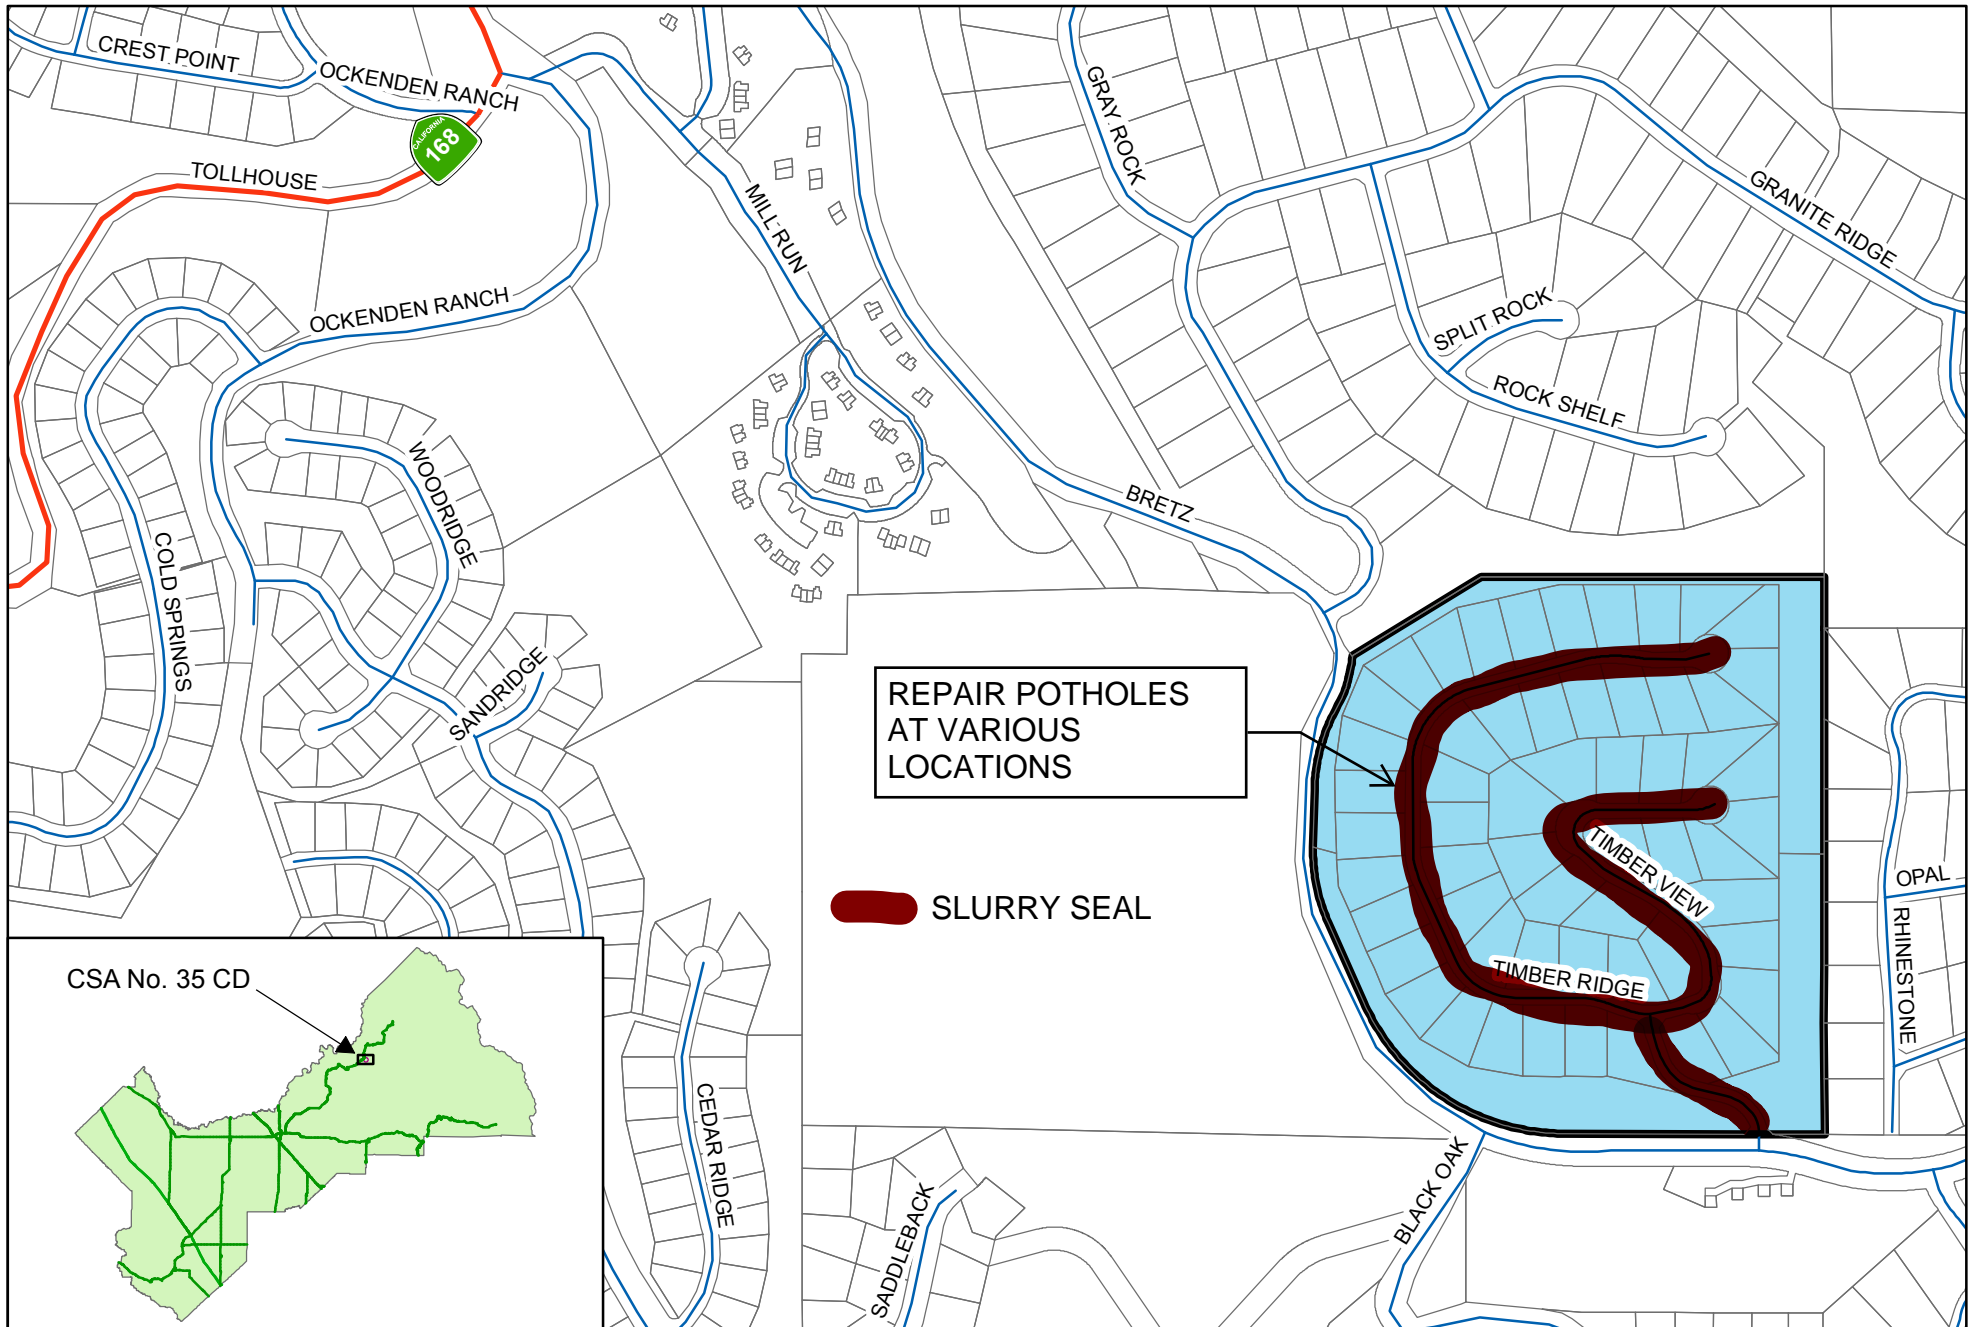 CREST POINT
OCKENDEN RANCH
CALIFORNIA
168
TOLLHOUSE
MILL RUN
GRAY ROCK
GRANITE RIDGE
OCKENDEN RANCH
SPLIT ROCK
ROCK SHELF
WOODRIDGE
BRETZ
COLD SPRINGS
SANDRIDGE
REPAIR POTHOLES
AT VARIOUS
LOCATIONS
TIMBER VIEW
OPAL
SLURRY SEAL
RHINESTONE
TIMBER RIDGE
CSA No. 35 CD
CEDAR RIDGE
BLACK OAK
SADDLEBACK